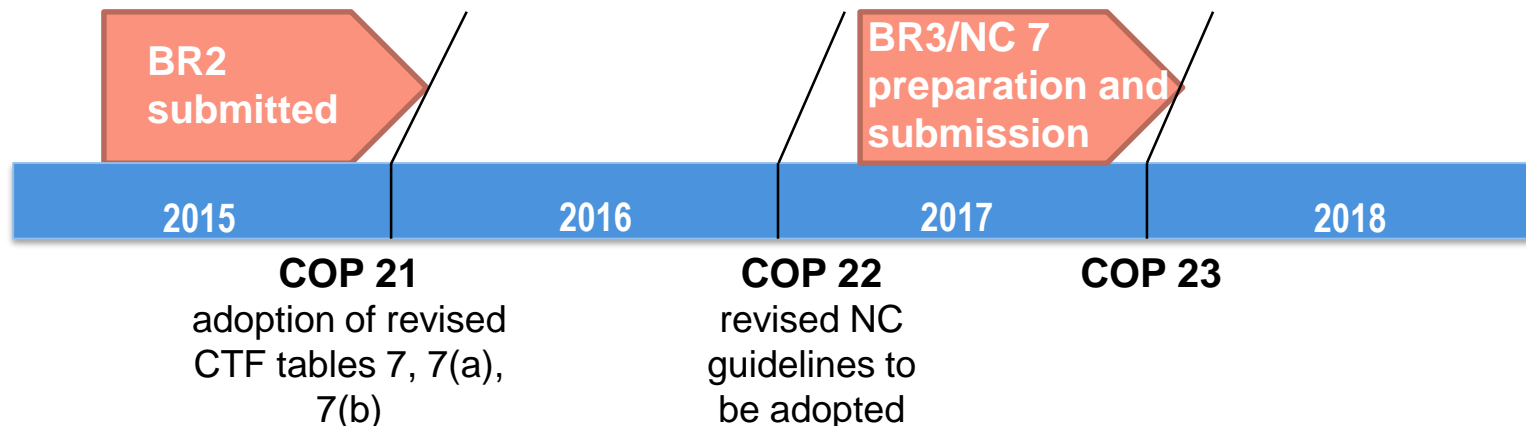 BR2
submitted
BR3/NC 7
preparation and
submission
2015
2016
2017
2018
COP 21
adoption of revised
CTF tables 7, 7(a),
7(b)
COP 22
revised NC
guidelines to
be adopted
COP 23